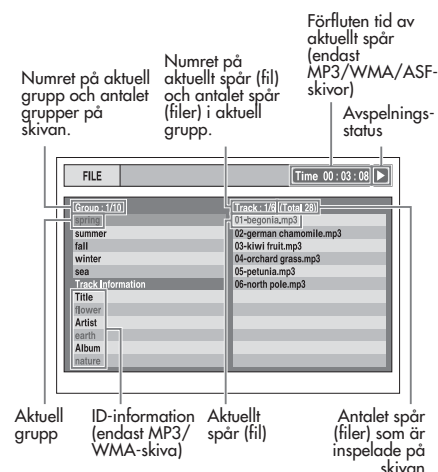 Förfluten tid av
aktuellt spår
(endast
MP3/WMA/ASF-
skivor)
Numret på
aktuellt spår (fil)
och antalet spår
(filer) i aktuell
grupp.
Numret på aktuell
grupp och antalet
grupper på
skivan.
Avspelnings-
status
FILE
Time 00 : 03 : 08
Group : 1/10
Track : 1/6 (Total 28)
spring
01-begonia.mp3
summer
02-german chamomile.mp3
fall
03-kiwi fruit.mp3
winter
04-orchard grass.mp3
sea
05-petunia.mp3
Track Information
06-north pole.mp3
Title
flower
Artist
earth
Album
nature
Aktuell
grupp
ID-information
(endast MP3/
WMA-skiva)
Aktuellt
spår (fil)
Antalet spår
(filer) som är
inspelade på
skivan